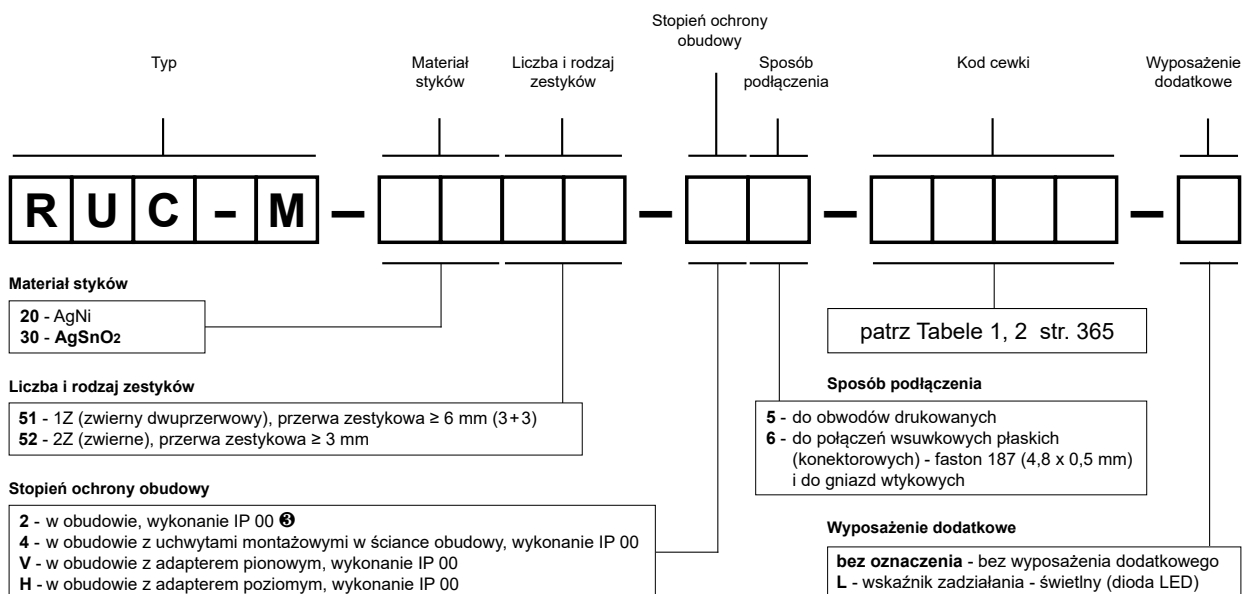 Stopień ochrony
obudowy
Typ
Materiał
styków
Liczba i rodzaj
zestyków
Sposób
podłączenia
Kod cewki
Wyposażenie
dodatkowe
R U C - M – – – –
Materiał styków
20 - AgNi
30 - AgSnO2
patrz Tabele 1, 2 str. 365
Liczba i rodzaj zestyków
51 - 1Z (zwierny dwuprzerwowy), przerwa zestykowa ≥ 6 mm (3+3)
52 - 2Z (zwierne), przerwa zestykowa ≥ 3 mm
Sposób podłączenia
5 - do obwodów drukowanych
6 - do połączeń wsuwkowych płaskich
(konektorowych) - faston 187 (4,8 x 0,5 mm)
i do gniazd wtykowych
Stopień ochrony obudowy
2 - w obudowie, wykonanie IP 00 ❸
4 - w obudowie z uchwytami montażowymi w ściance obudowy, wykonanie IP 00
V - w obudowie z adapterem pionowym, wykonanie IP 00
H - w obudowie z adapterem poziomym, wykonanie IP 00
Wyposażenie dodatkowe
bez oznaczenia - bez wyposażenia dodatkowego
L - wskaźnik zadziałania - świetlny (dioda LED)